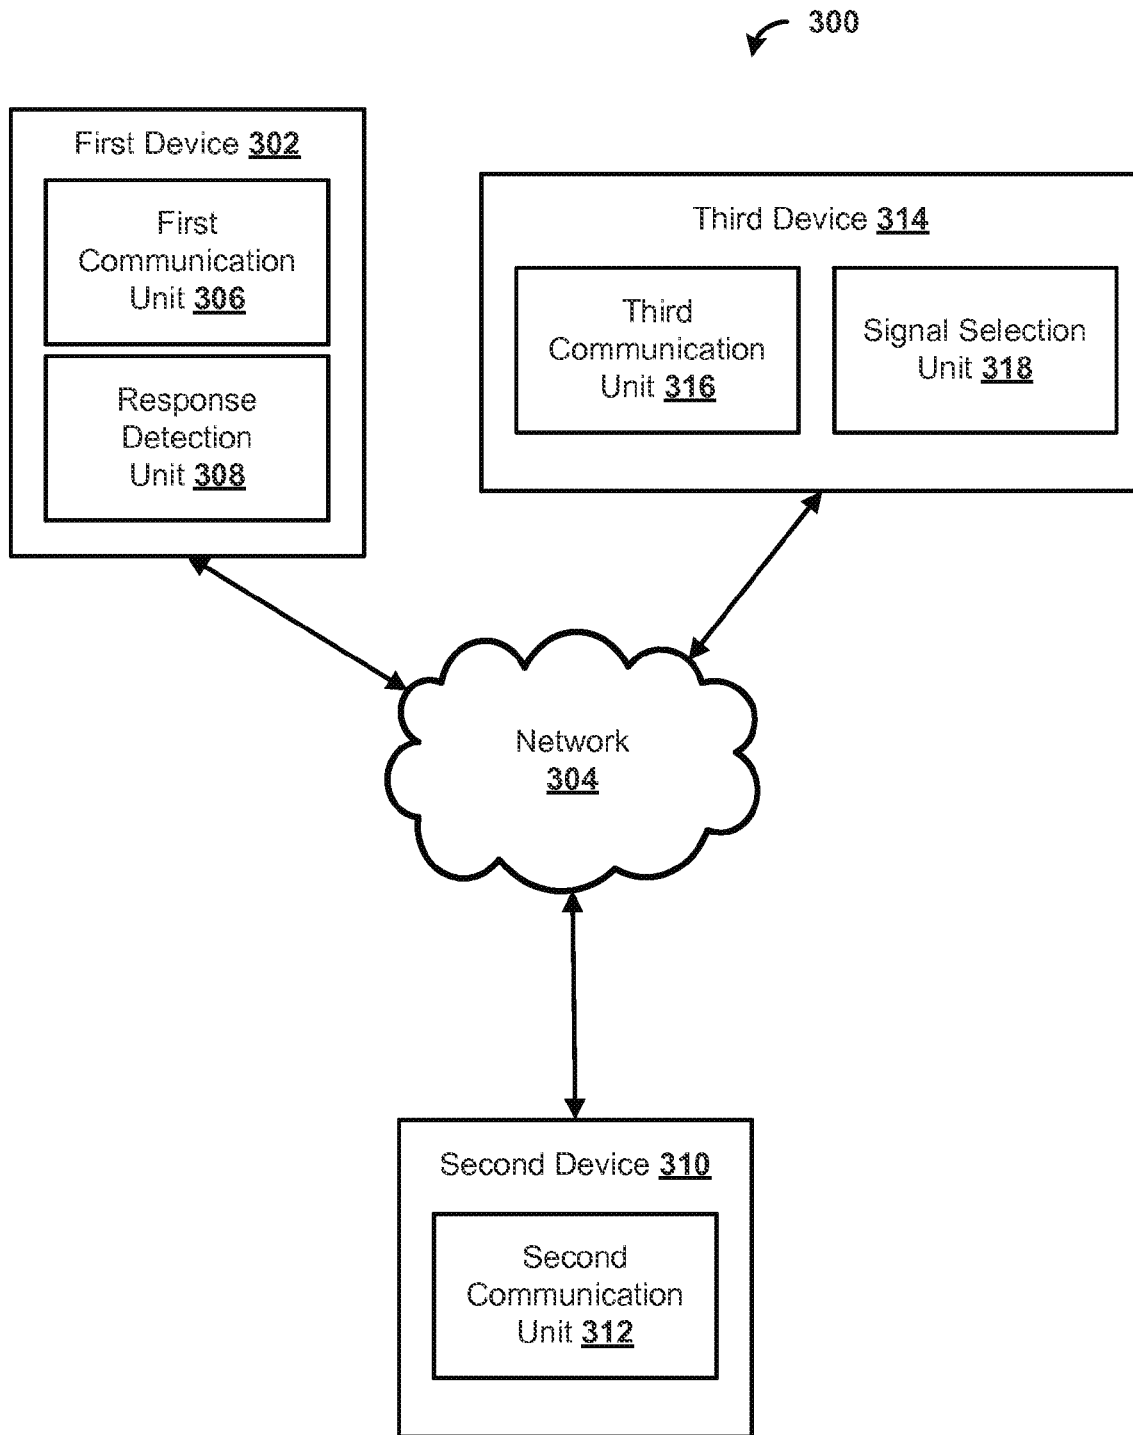 300
First Device 302
First
Communication
Unit 306
Response
Detection
Unit 308
Third Device 314
Third
Communication
Unit 316
Signal Selection
Unit 318
Network
304
Second Device 310
Second
Communication
Unit 312